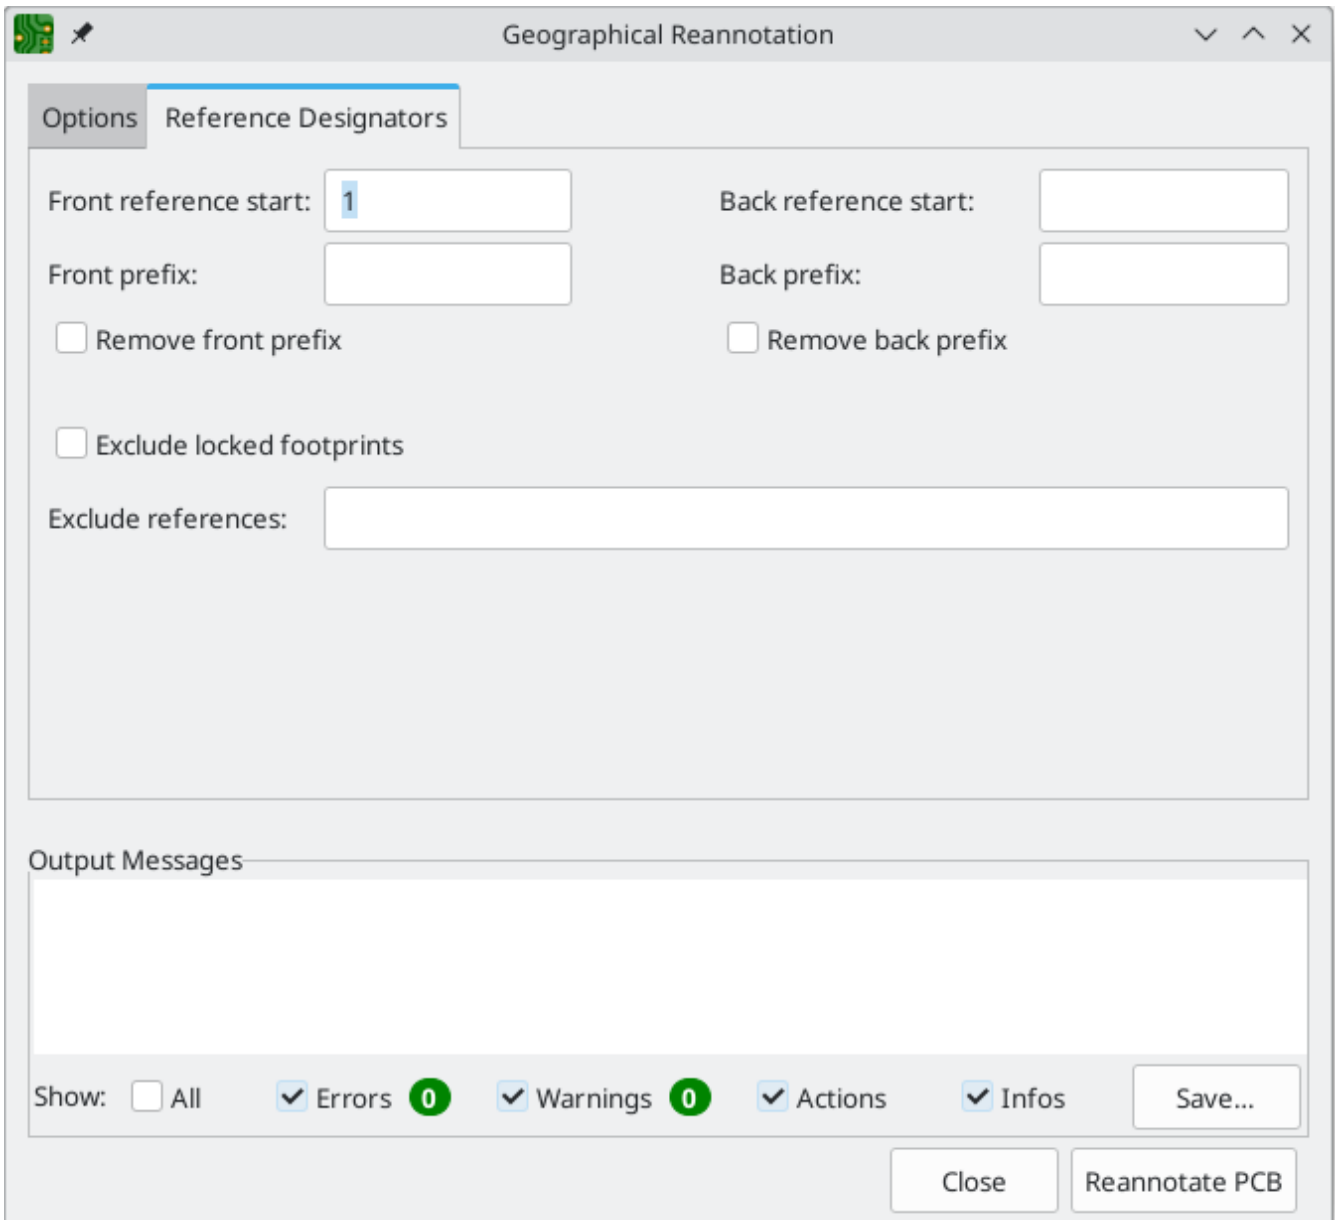 Geographical Reannotation
Options Reference Designators
Front reference start: 1 Back reference start:
Front prefix: Back prefix:
Remove front prefix Remove back prefix
Exclude locked footprints
Exclude references:
Output Messages
Show: All Errors 0 Warnings 0 Actions Infos Save...
Close Reannotate PCB